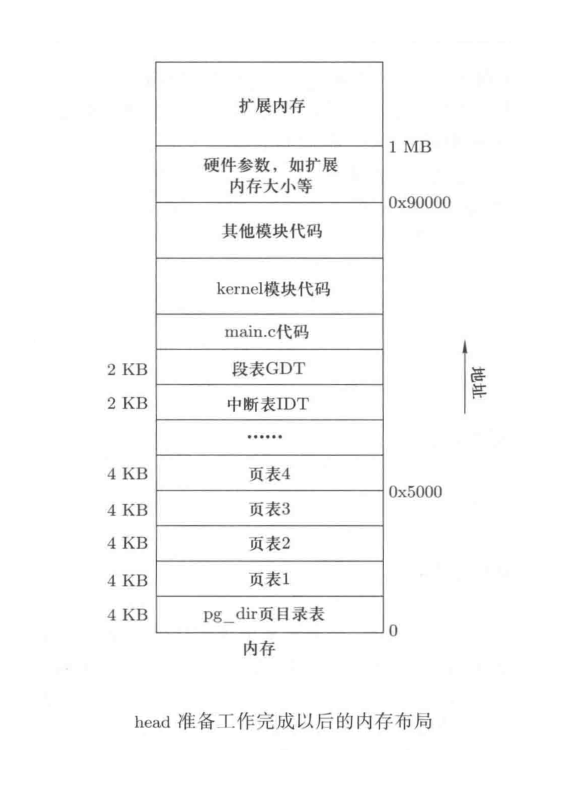 扩展内存
1 MB
硬件参数，如扩展
内存大小等
0x90000
其他模块代码
kernel模块代码
main.c代码
2 KB
段表GDT
2 KB
中断表IDT
······
4 KB
页表4
0x5000
4 KB
页表3
4 KB
页表2
4 KB
页表1
4 KB
pg_dir页目录表
0
内存
地址
head 准备工作完成以后的内存布局